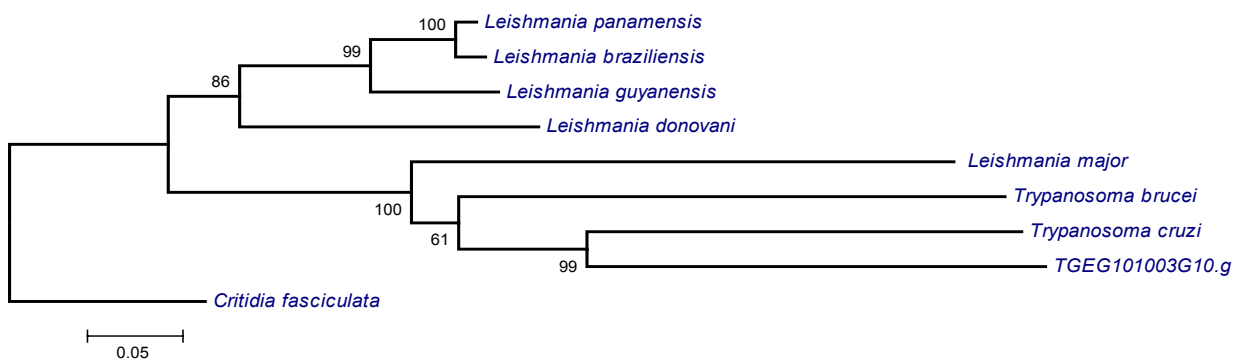 100
Leishmania panamensis
99
Leishmania braziliensis
86
Leishmania guyanensis
Leishmania donovani
Leishmania major
100
Trypanosoma brucei
61
Trypanosoma cruzi
99
TGEG101003G10.g
Critidia fasciculata
0.05